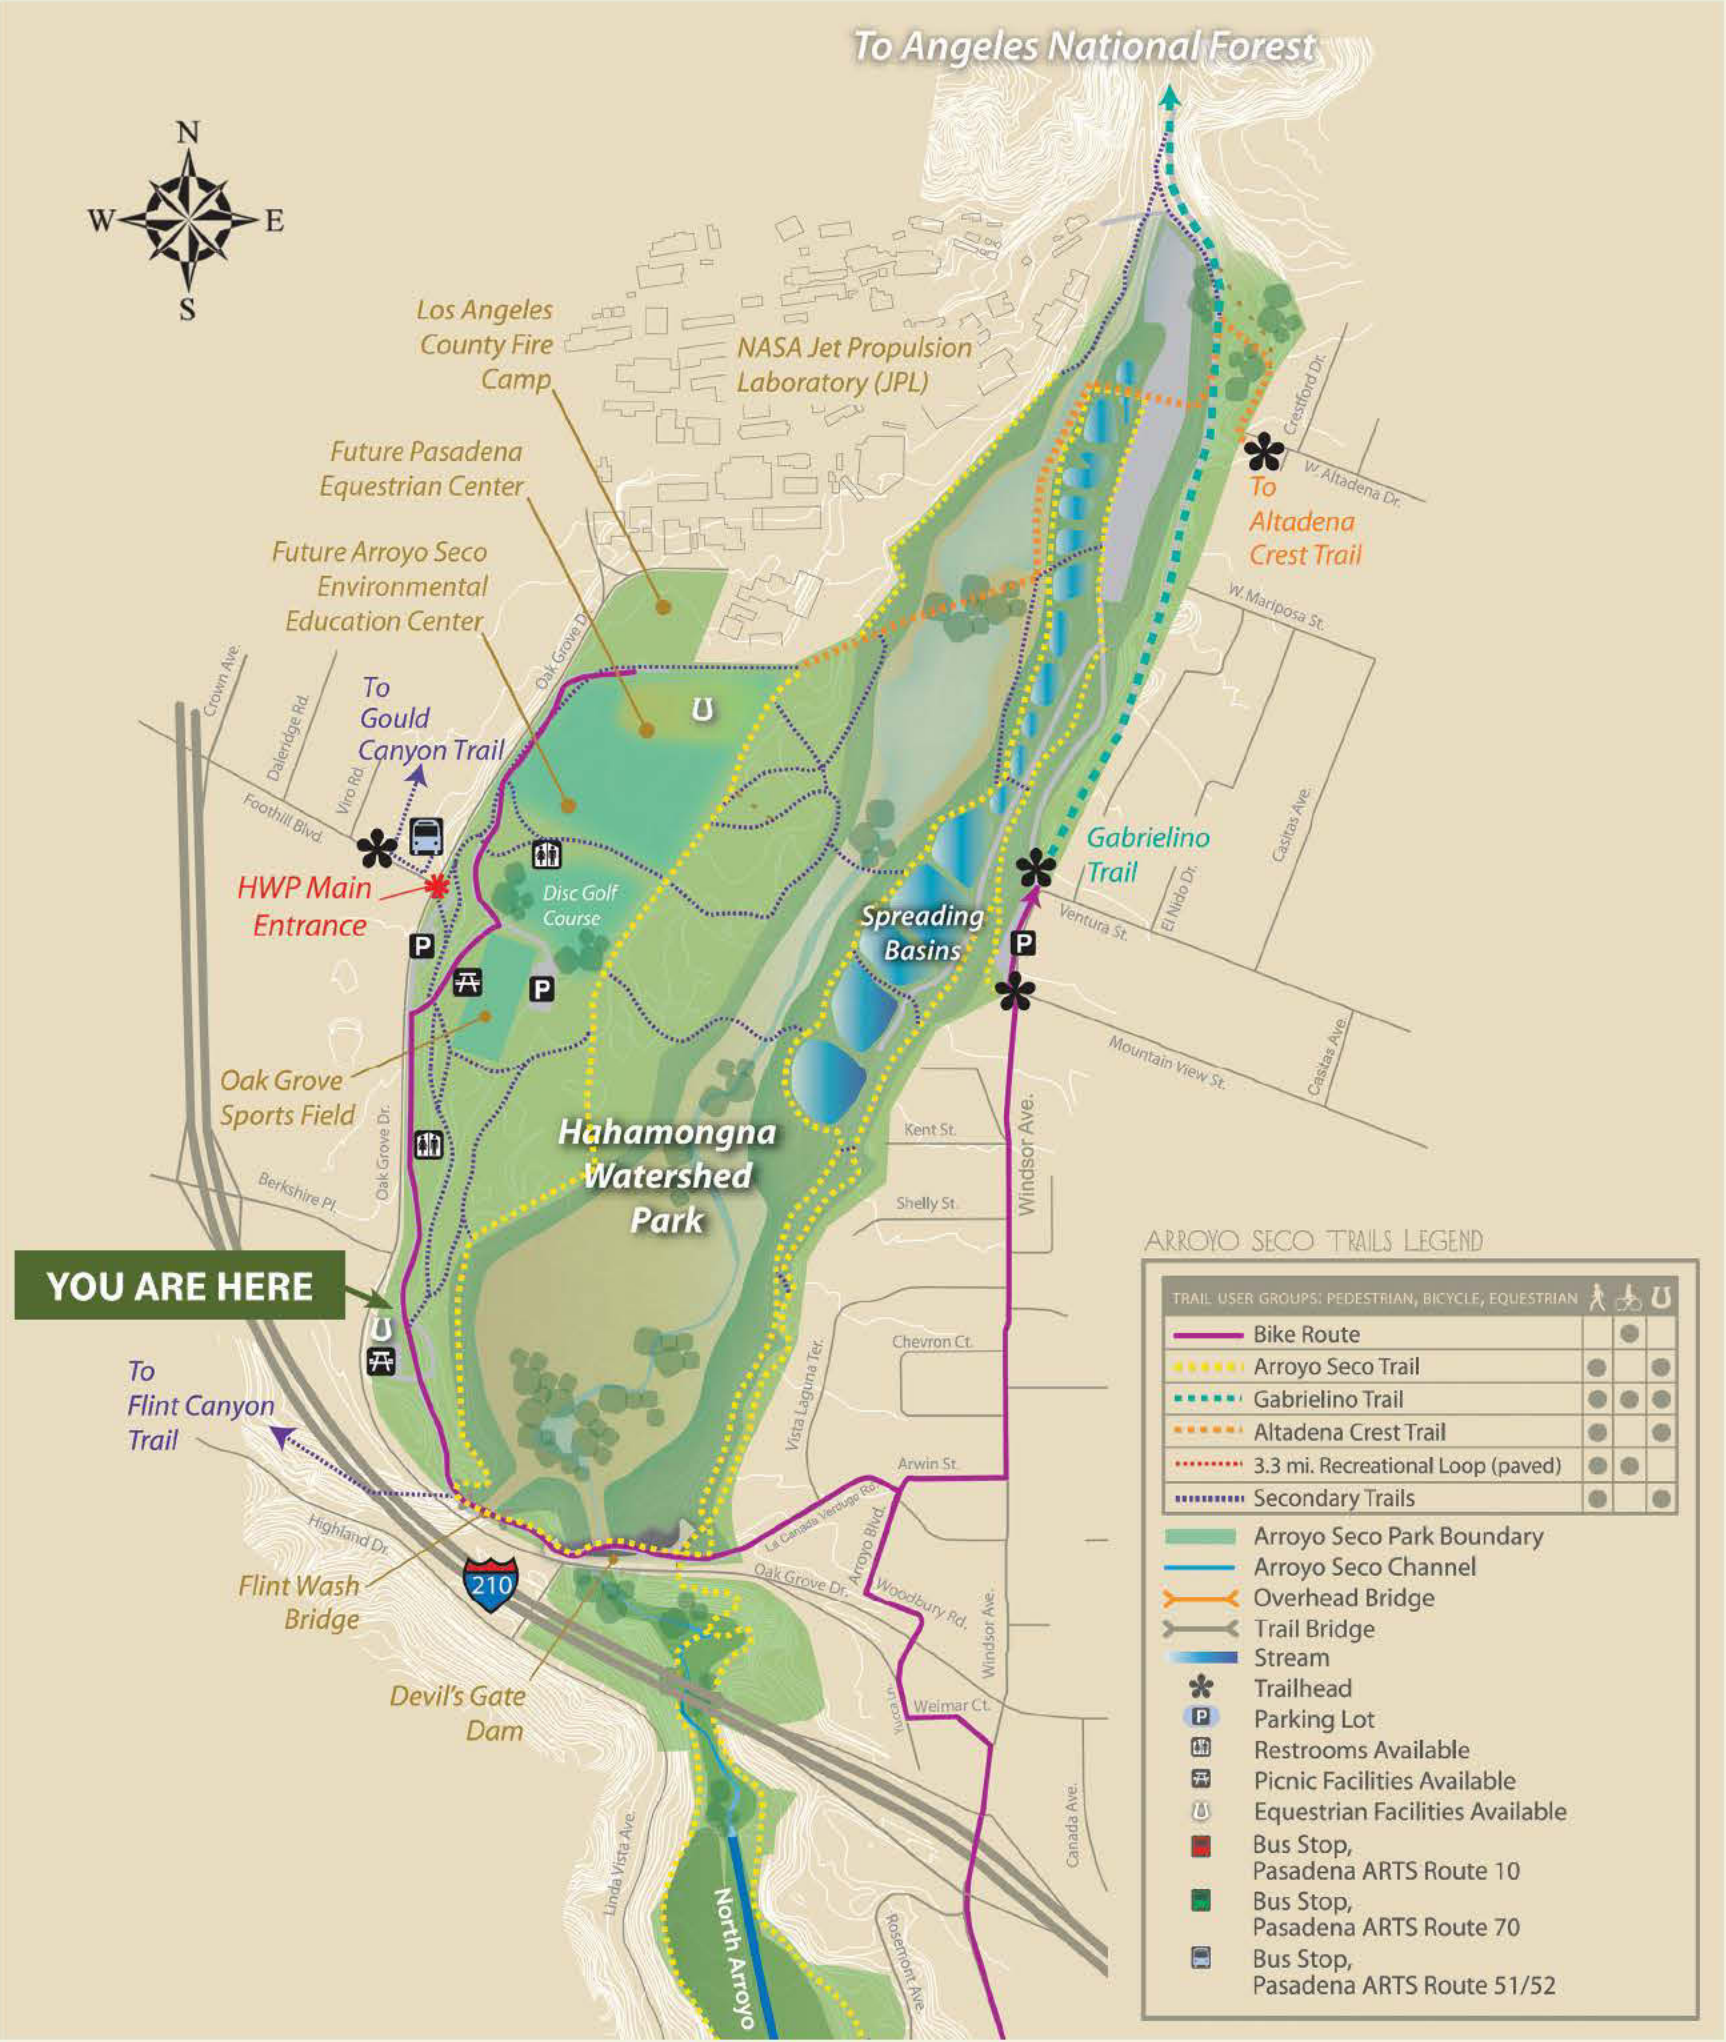 To Angeles National Forest
N
W
E
S
Los Angeles
County Fire
Camp
NASA Jet Propulsion
Laboratory (JPL)
Future Pasadena
Equestrian Center
Future Arroyo Seco
Environmental
Education Center
Crestford Dr.
W. Altadena Dr.
To
Altadena
Crest Trail
W. Mariposa St.
Oak Grove D
Crown Ave.
Daleridge Rd.
Viro Rd.
Foothill Blvd.
To
Gould
Canyon Trail
HWP Main
Entrance
Disc Golf
Course
P
P
P
Spreading
Basins
Gabrielino
Trail
Casitas Ave.
El Nido Dr.
Ventura St.
Mountain View St.
Casitas Ave.
Oak Grove
Sports Field
Oak Grove Dr.
Berkshire Pl.
Hahamongna
Watershed
Park
Kent St.
Windsor Ave.
Shelly St.
YOU ARE HERE
To
Flint Canyon
Trail
Chevron Ct.
Vista Laguna Ter.
Arwin St.
La Canada Verdugo Rd.
Arroyo Blvd.
Highland Dr.
Oak Grove Dr.
Woodbury Rd.
Windsor Ave.
Flint Wash
Bridge
210
Devil's Gate
Dam
Yucca Ln.
Weimar Ct.
Canada Ave.
Linda Vista Ave.
Rosemont Ave.
North Arroyo
ARROYO SECO TRAILS LEGEND
TRAIL USER GROUPS: PEDESTRIAN, BICYCLE, EQUESTRIAN
Bike Route
Arroyo Seco Trail
Gabrielino Trail
Altadena Crest Trail
3.3 mi. Recreational Loop (paved)
Secondary Trails
Arroyo Seco Park Boundary
Arroyo Seco Channel
Overhead Bridge
Trail Bridge
Stream
Trailhead
P
Parking Lot
Restrooms Available
Picnic Facilities Available
Equestrian Facilities Available
Bus Stop,
Pasadena ARTS Route 10
Bus Stop,
Pasadena ARTS Route 70
Bus Stop,
Pasadena ARTS Route 51/52